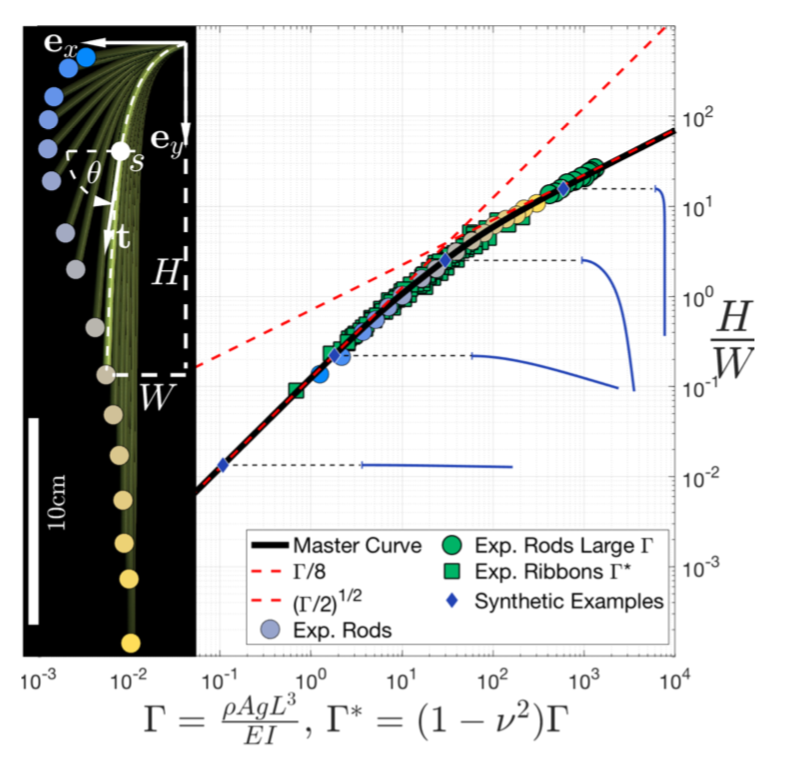 e_x
e_y
s
θ
t
H
W
10cm
10^2
10^1
10^0
10^-1
10^-2
10^-3
H/W
Master Curve
Γ/8
(Γ/2)^1/2
Exp. Rods
Exp. Rods Large Γ
Exp. Ribbons Γ*
Synthetic Examples
10^-3 10^-2 10^-1 10^0 10^1 10^2 10^3 10^4
Γ = ρAgL^3/EI, Γ* = (1 − ν^2)Γ